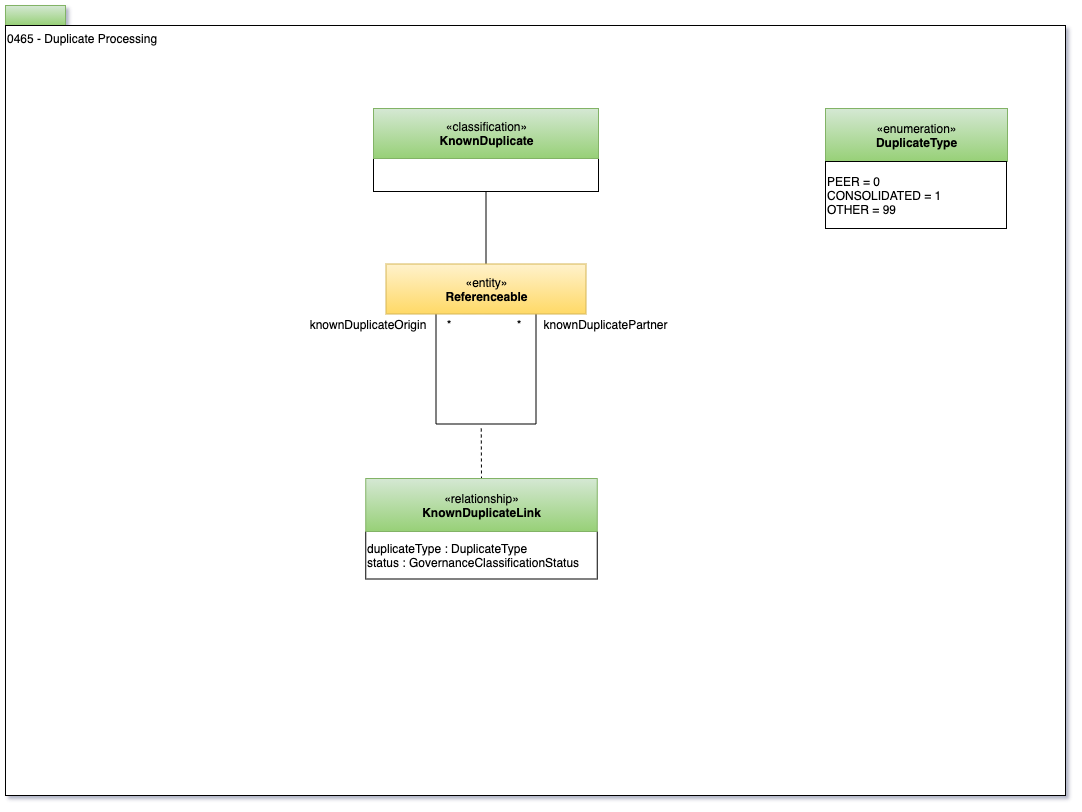 0465 - Duplicate Processing
«classification»
KnownDuplicate
«enumeration»
DuplicateType
PEER = 0
CONSOLIDATED = 1
OTHER = 99
«entity»
Referenceable
knownDuplicateOrigin * * knownDuplicatePartner
«relationship»
KnownDuplicateLink
duplicateType : DuplicateType
status : GovernanceClassificationStatus